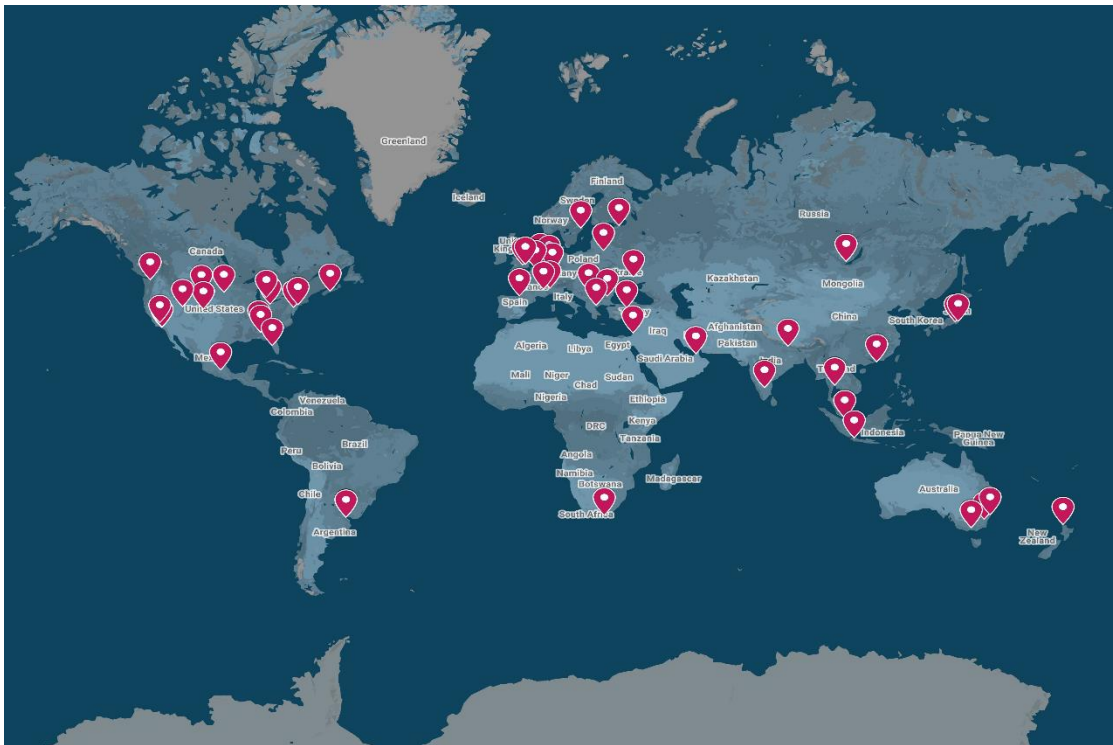 Greenland
Iceland
Finland
Sweden
Norway
Russia
Canada
Poland
Kazakhstan
Mongolia
United States
Spain
Italy
China
South Korea
Afghanistan
Iraq
Pakistan
Algeria
Libya
Egypt
Saudi Arabia
India
Mali
Niger
Chad
Sudan
Nigeria
Ethiopia
Venezuela
Colombia
DRC
Kenya
Tanzania
Indonesia
Papua New
Guinea
Peru
Brazil
Bolivia
Angola
Namibia
Botswana
Madagascar
Chile
Australia
South Africa
Argentina
New
Zealand